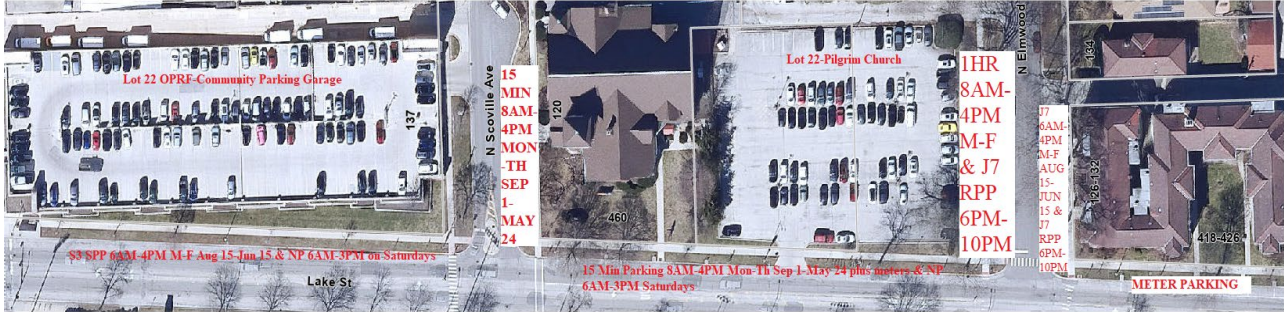 Lot 22 OPRF-Community Parking Garage
137
N Scoville Ave
15
MIN
8AM-
4PM
MON
-TH
SEP
1-
MAY
24
120
460
Lot 22-Pilgrim Church
1HR
8AM-
4PM
M-F
& J7
RPP
6PM-
10PM
N Elmwood
J7
6AM-
4PM
M-F
AUG
15-
JUN
15 &
J7
RPP
6PM-
10PM
-134
126-132
418-426
S3 SPP 6AM-4PM M-F Aug 15-Jun 15 & NP 6AM-3PM on Saturdays
Lake St
15 Min Parking 8AM-4PM Mon-Th Sep 1-May 24 plus meters & NP
6AM-3PM Saturdays
METER PARKING